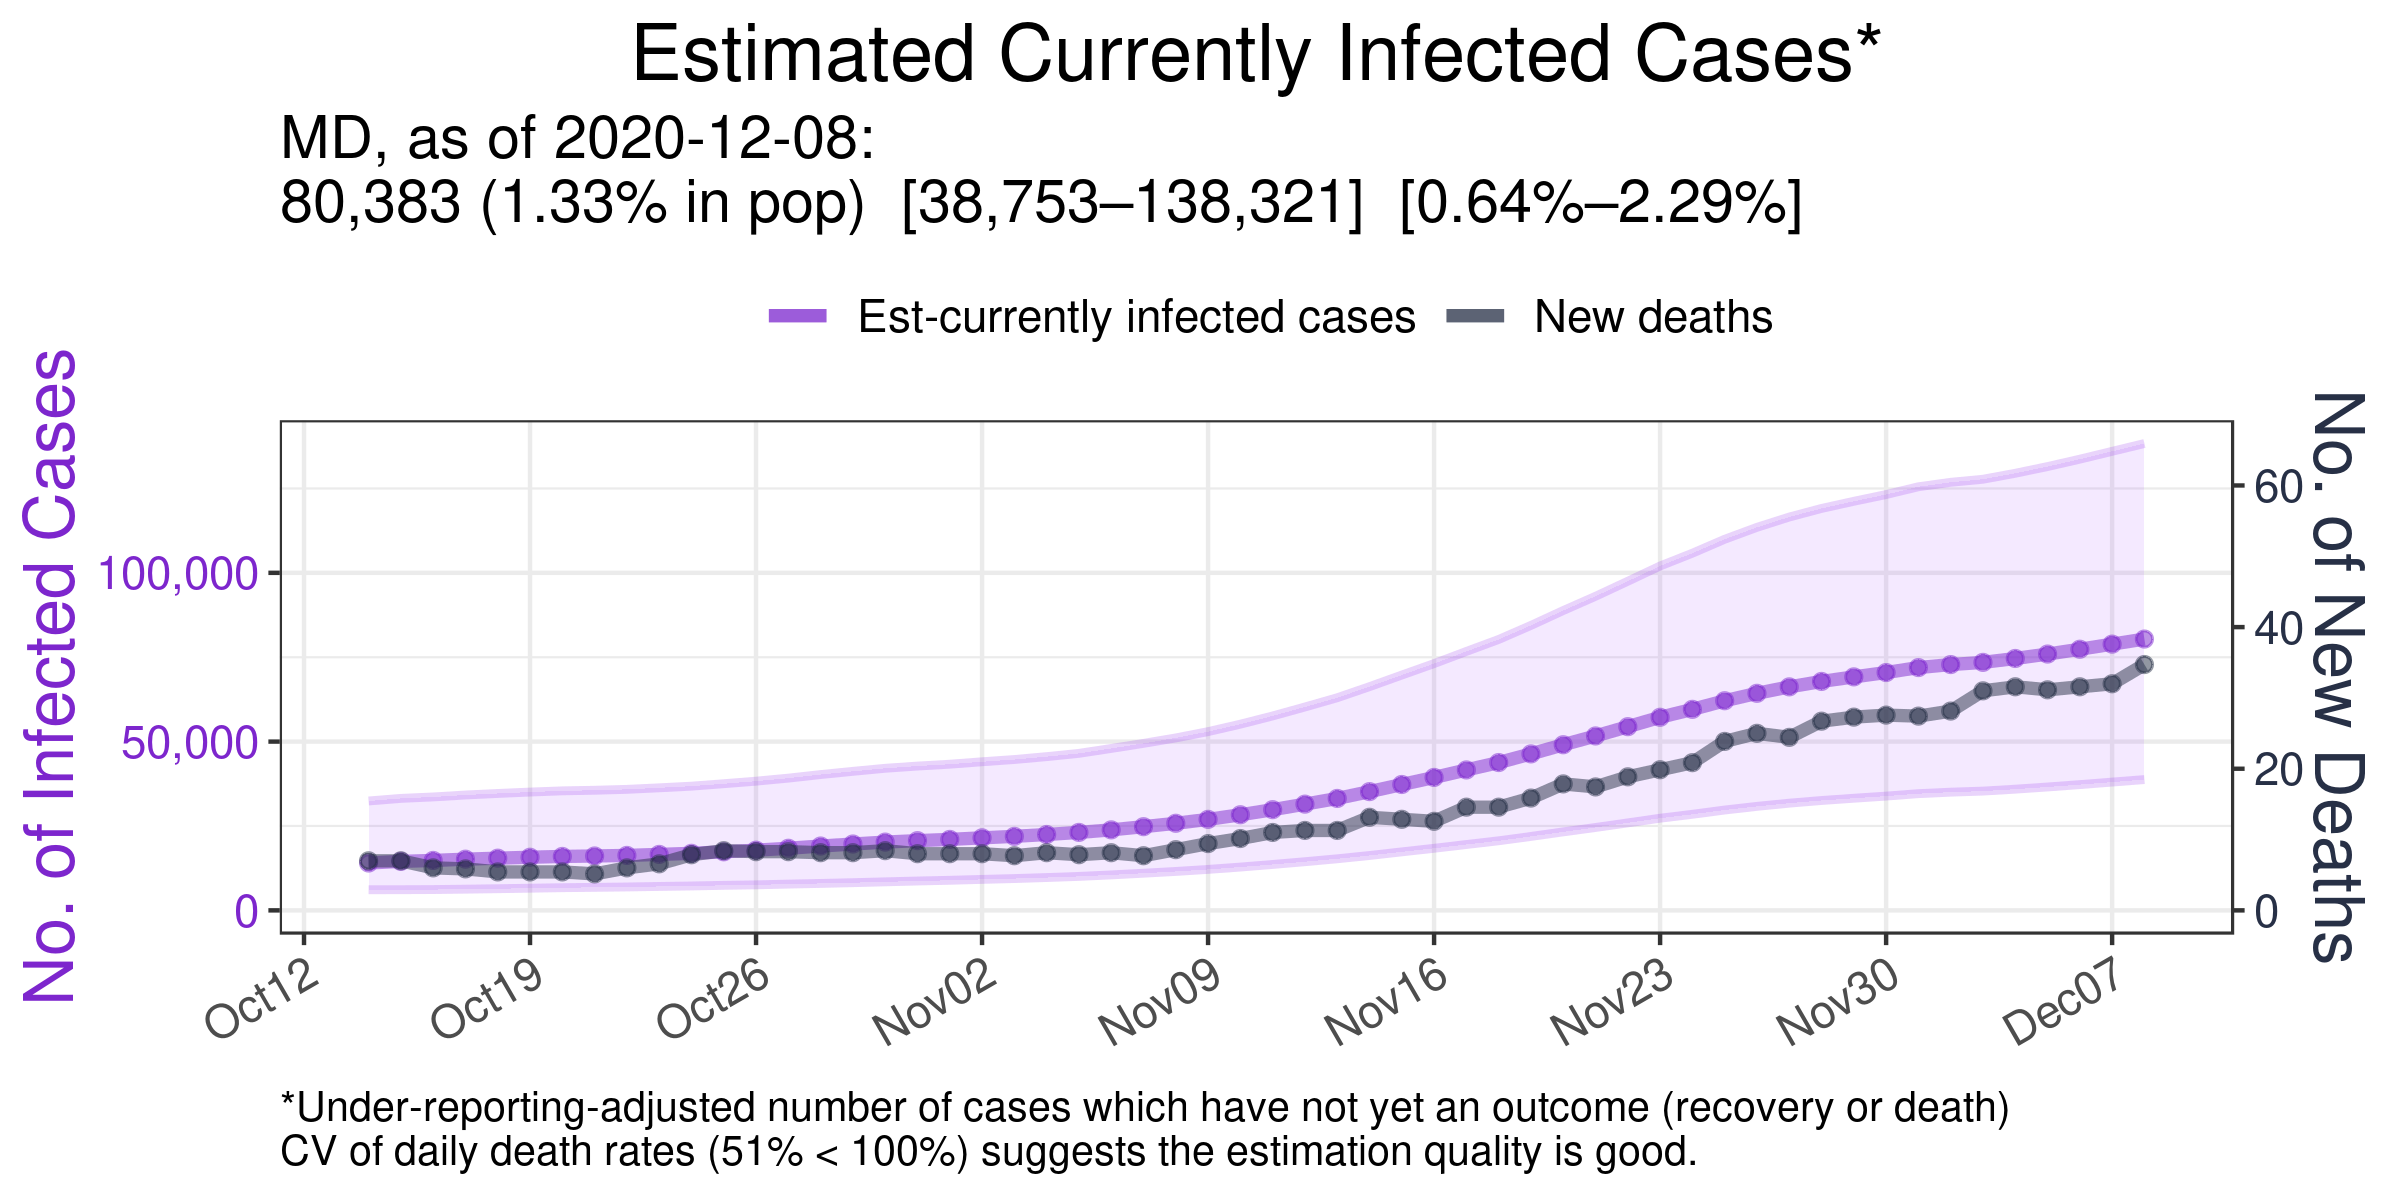 Estimated Currently Infected Cases*
MD, as of 2020-12-08:
80,383 (1.33% in pop)  [38,753–138,321]  [0.64%–2.29%]
Est-currently infected cases
New deaths
No. of Infected Cases
100,000
50,000
0
60
40
20
0
No. of New Deaths
Oct12
Oct19
Oct26
Nov02
Nov09
Nov16
Nov23
Nov30
Dec07
*Under-reporting-adjusted number of cases which have not yet an outcome (recovery or death)
CV of daily death rates (51% < 100%) suggests the estimation quality is good.